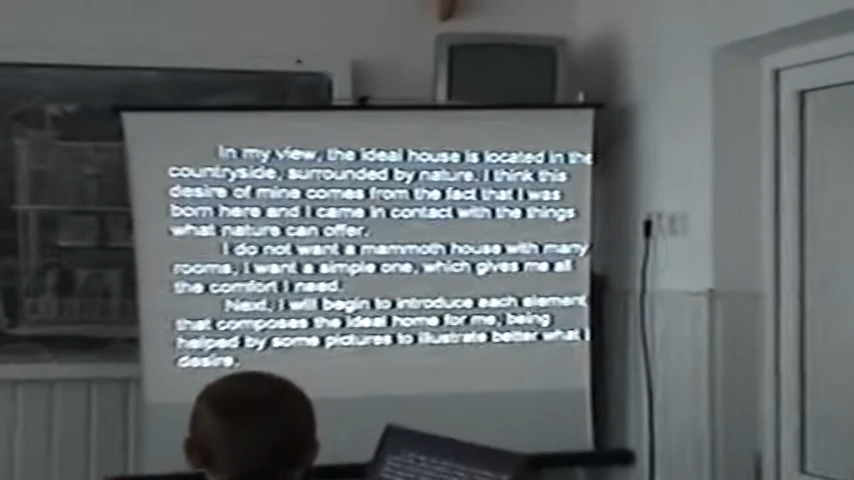 In my view, the ideal house is located in the
countryside, surrounded by nature. I think this
desire of mine comes from the fact that I was
born here and I came in contact with the things
what nature can offer.
I do not want a mammoth house with many
rooms, I want a simple one, which gives me all
the comfort I need.
Next, I will begin to introduce each element
that composes the ideal home for me, being
helped by some pictures to illustrate better what I
desire.